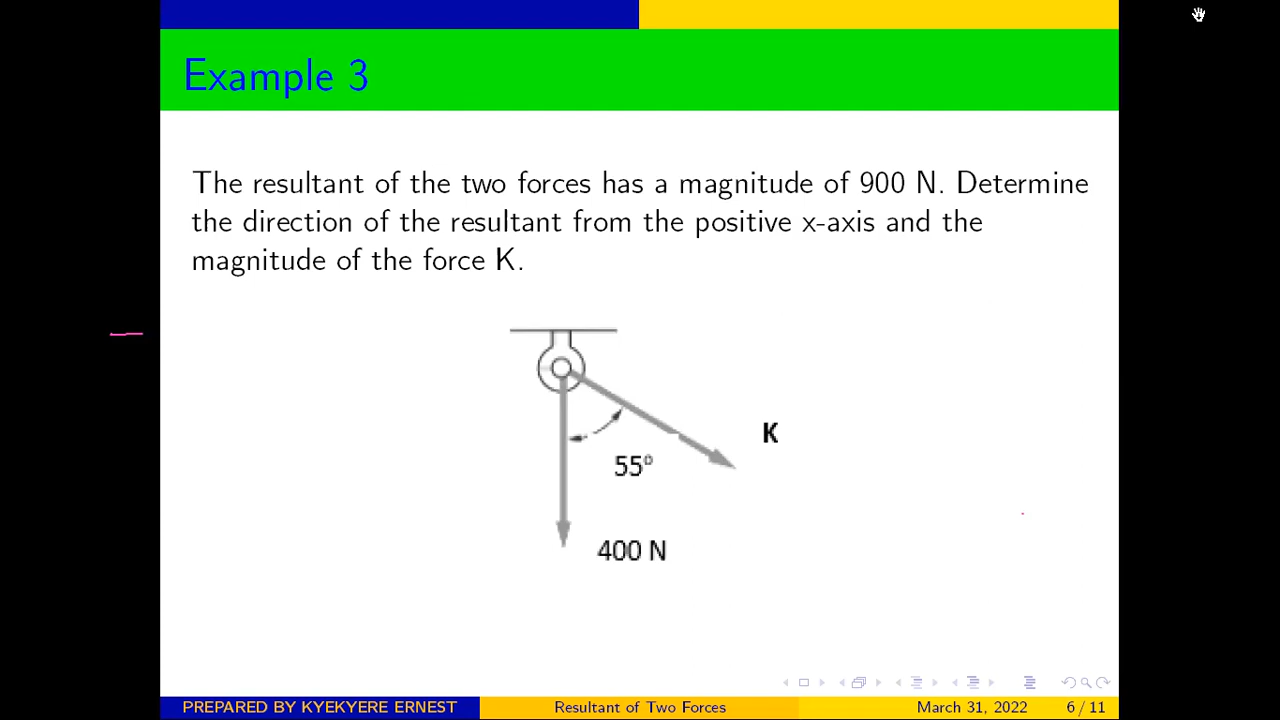 Example 3
The resultant of the two forces has a magnitude of 900 N. Determine
the direction of the resultant from the positive x-axis and the
magnitude of the force K.
K
55°
400 N
PREPARED BY KYEKYERE ERNEST
Resultant of Two Forces
March 31, 2022
6 / 11